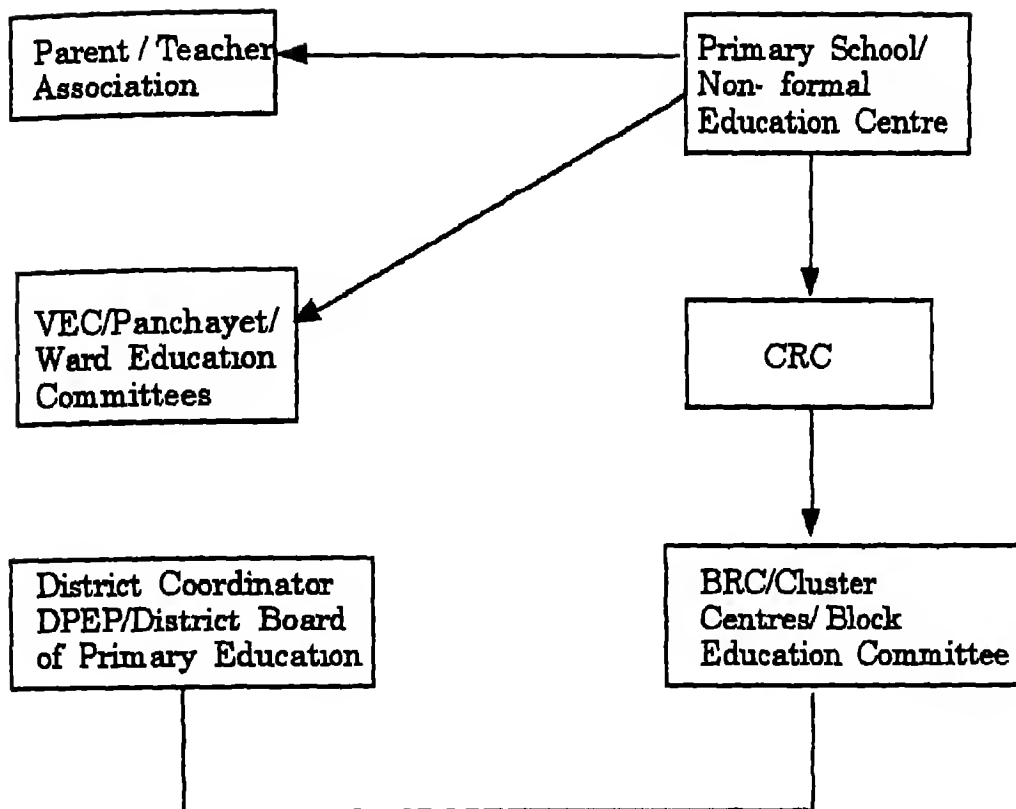 Parent / Teacher
Association
Primary School/
Non- formal
Education Centre
VEC/Panchayet/
Ward Education
Committees
CRC
District Coordinator
DPEP/District Board
of Primary Education
BRC/Cluster
Centres/ Block
Education Committee